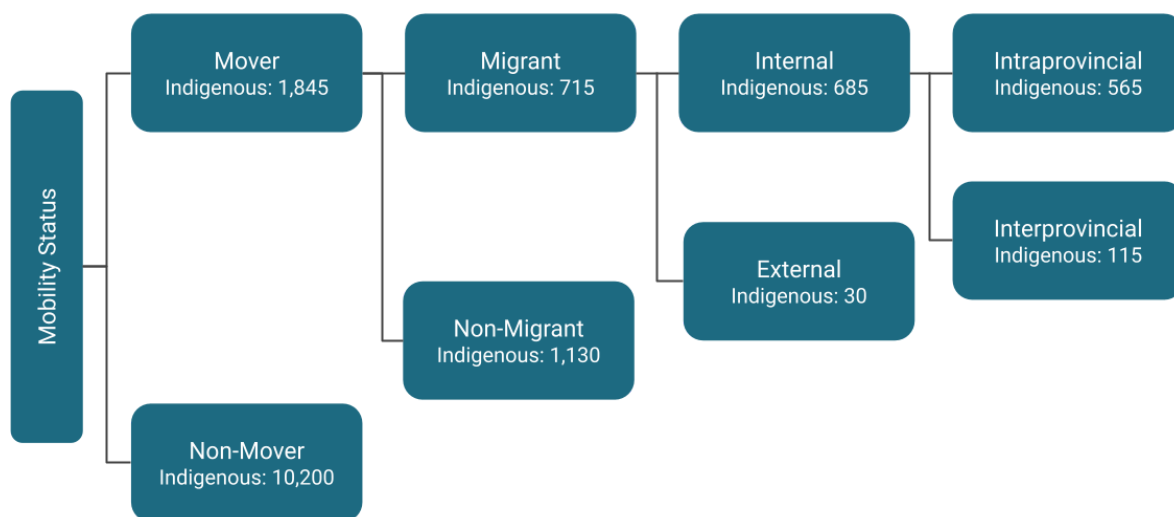 Mobility Status
Mover
Indigenous: 1,845
Non-Mover
Indigenous: 10,200
Migrant
Indigenous: 715
Non-Migrant
Indigenous: 1,130
Internal
Indigenous: 685
External
Indigenous: 30
Intraprovincial
Indigenous: 565
Interprovincial
Indigenous: 115